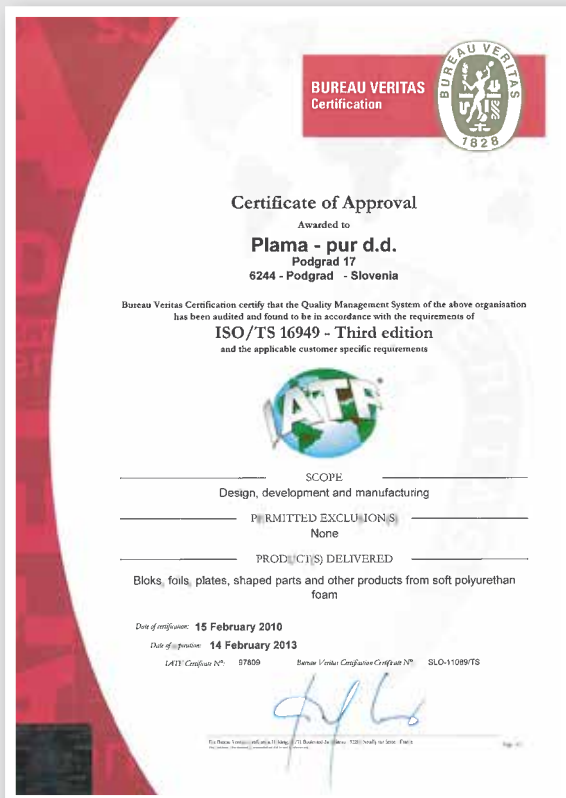 BUREAU VERITAS
Certification
BUREAU VERITAS
1828
Certificate of Approval
Awarded to
Plama - pur d.d.
Podgrad 17
6244 - Podgrad - Slovenia
Bureau Veritas Certification certify that the Quality Management System of the above organisation
has been audited and found to be in accordance with the requirements of
ISO/TS 16949 - Third edition
and the applicable customer specific requirements
IATF
SCOPE
Design, development and manufacturing
PERMITTED EXCLUSION(S)
None
PRODUCT(S) DELIVERED
Bloks, foils, plates, shaped parts and other products from soft polyurethan
foam
Date of certification: 15 February 2010
Date of expiration: 14 February 2013
IATF Certificate N°: 97809 Bureau Veritas Certification Certificate N° SLO-11089/TS